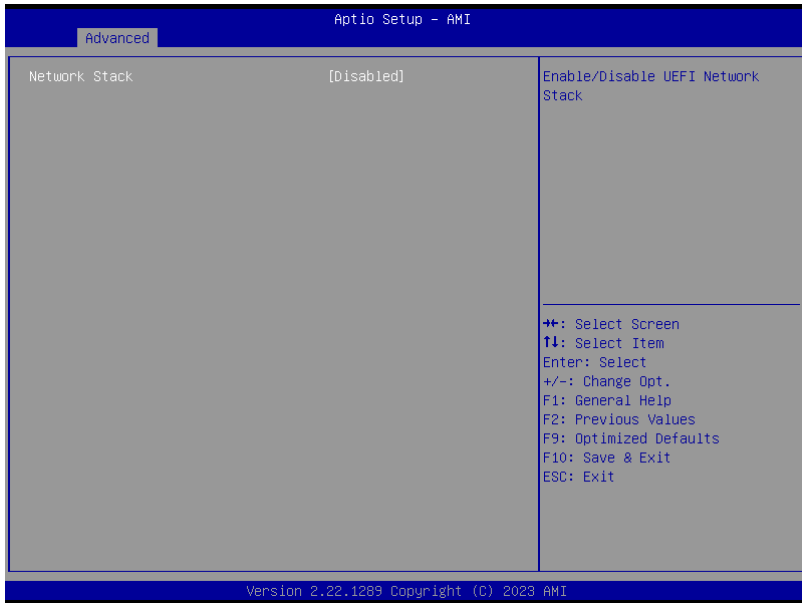 Aptio Setup – AMI
Advanced
Network Stack [Disabled]
Enable/Disable UEFI Network
Stack
→←: Select Screen
↑↓: Select Item
Enter: Select
+/-: Change Opt.
F1: General Help
F2: Previous Values
F9: Optimized Defaults
F10: Save & Exit
ESC: Exit
Version 2.22.1289 Copyright (C) 2023 AMI